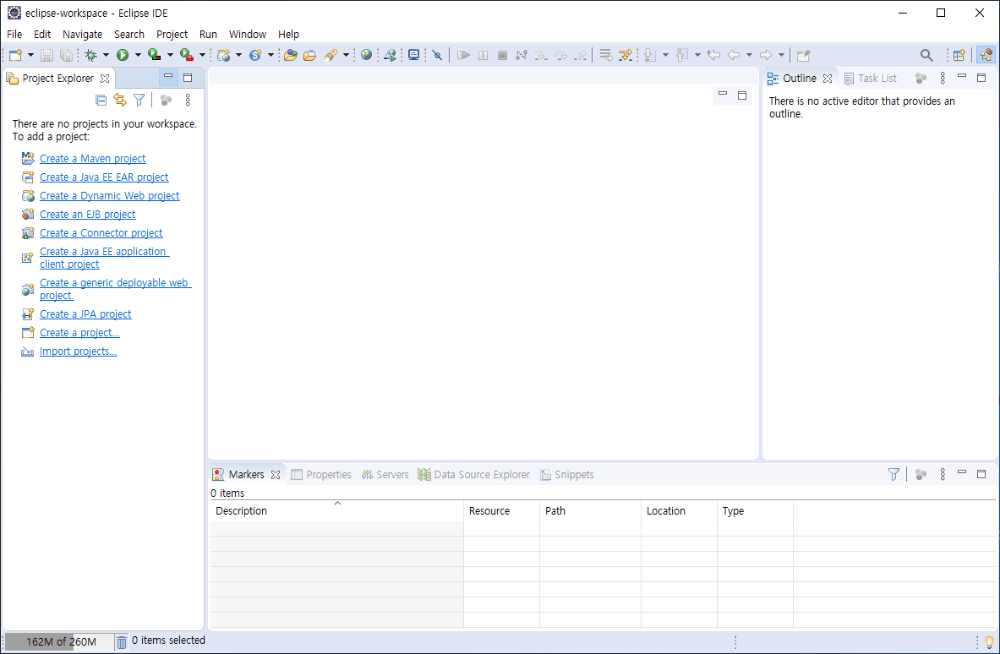 eclipse-workspace - Eclipse IDE
File Edit Navigate Search Project Run Window Help
Project Explorer
There are no projects in your workspace.
To add a project:
Create a Maven project
Create a Java EE EAR project
Create a Dynamic Web project
Create an EJB project
Create a Connector project
Create a Java EE application
client project
Create a generic deployable web
project.
Create a JPA project
Create a project...
Import projects...
Outline Task List
There is no active editor that provides an
outline.
Markers Properties Servers Data Source Explorer Snippets
0 items
Description Resource Path Location Type
162M of 260M 0 items selected